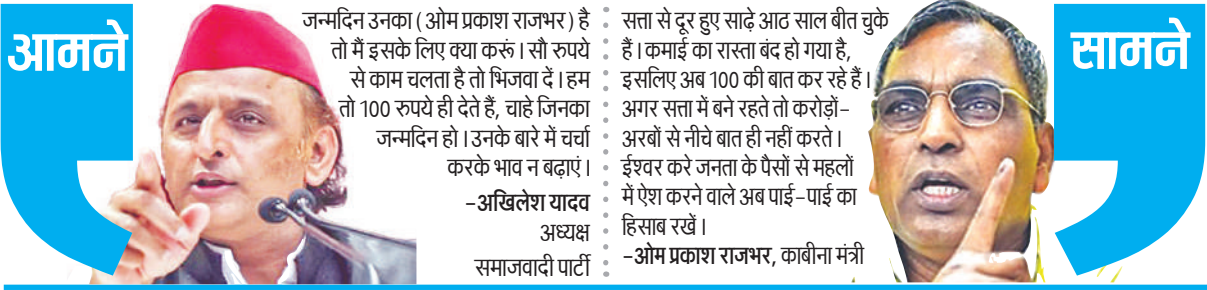 आमने
जन्मदिन उनका ( ओम प्रकाश राजभर ) है
तो मैं इसके लिए क्या करूं। सौ रुपये
से काम चलता है तो भिजवा दें। हम
तो 100 रुपये ही देते हैं, चाहे जिनका
जन्मदिन हो। उनके बारे में चर्चा
करके भाव न बढ़ाएं।
-अखिलेश यादव
अध्यक्ष
समाजवादी पार्टी
सत्ता से दूर हुए साढ़े आठ साल बीत चुके
हैं। कमाई का रास्ता बंद हो गया है,
इसलिए अब 100 की बात कर रहे हैं।
अगर सत्ता में बने रहते तो करोड़ों-
अरबों से नीचे बात ही नहीं करते।
ईश्वर करे जनता के पैसों से महलों
में ऐश करने वाले अब पाई-पाई का
हिसाब रखें।
-ओम प्रकाश राजभर, काबीना मंत्री
सामने